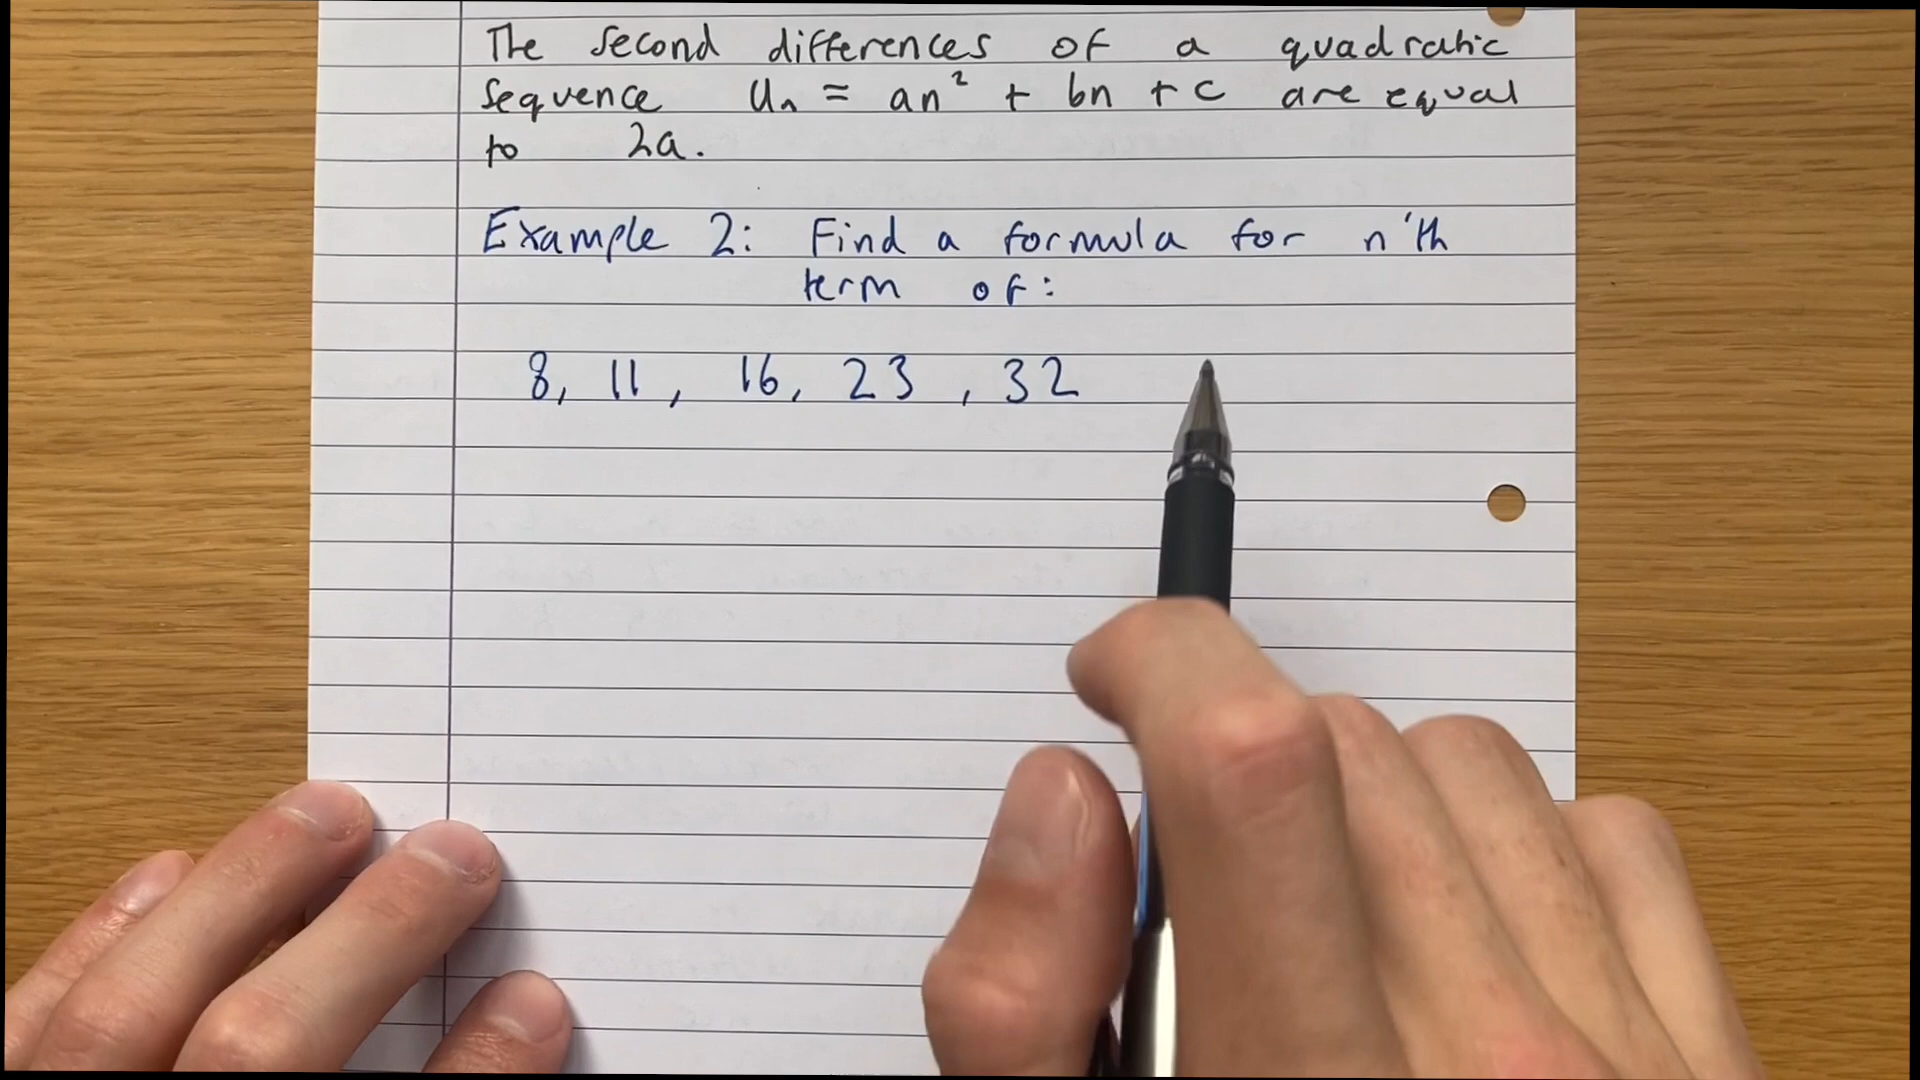 The second differences of a quadratic
sequence Uₙ = an² + bn + c are equal
to 2a.
Example 2: Find a formula for n'th
term of:
8, 11, 16, 23, 32